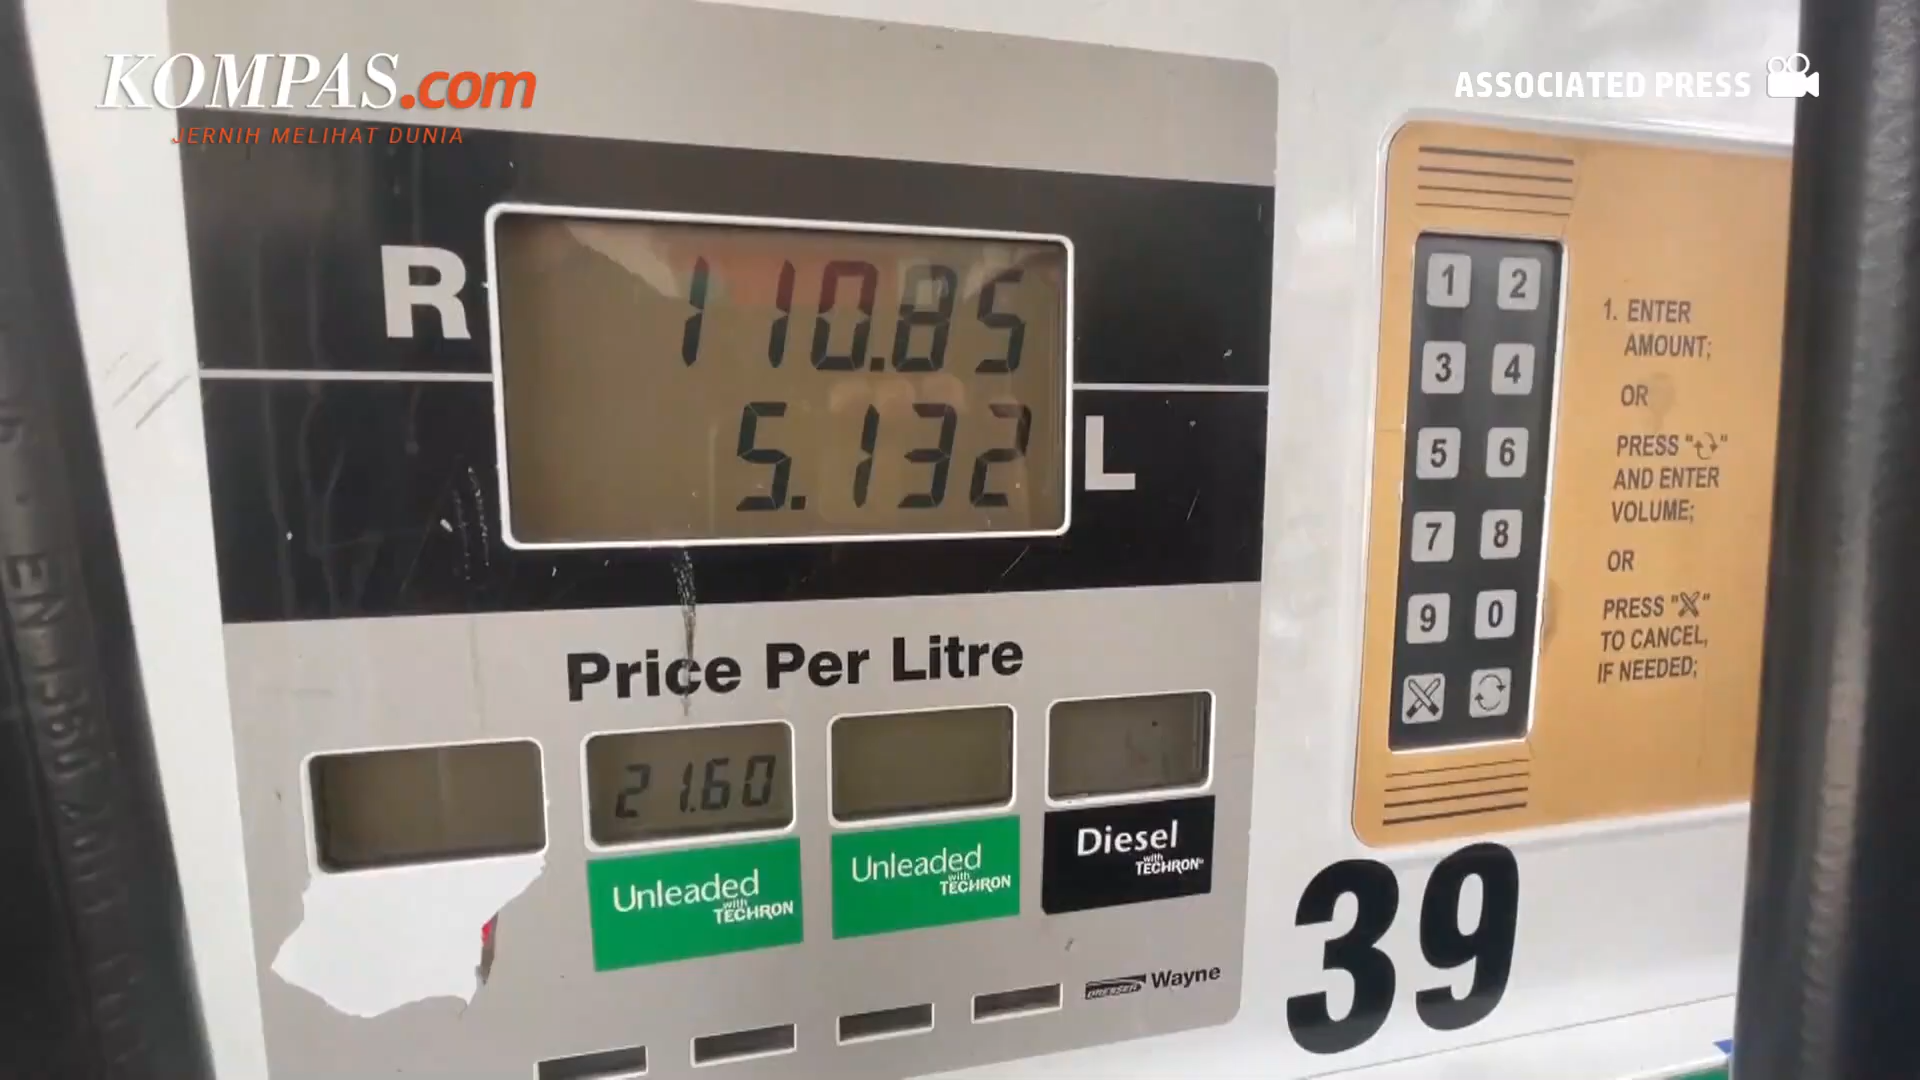 KOMPAS.com
JERNIH MELIHAT DUNIA
ASSOCIATED PRESS
R
110.85
5.132
L
Price Per Litre
21.60
Unleaded
with
TECHRON
Unleaded
with
TECHRON
Diesel
with
TECHRON
DRESSER Wayne
39
1 2
3 4
5 6
7 8
9 0
1. ENTER
AMOUNT;
OR
PRESS " "
AND ENTER
VOLUME;
OR
PRESS " "
TO CANCEL,
IF NEEDED;